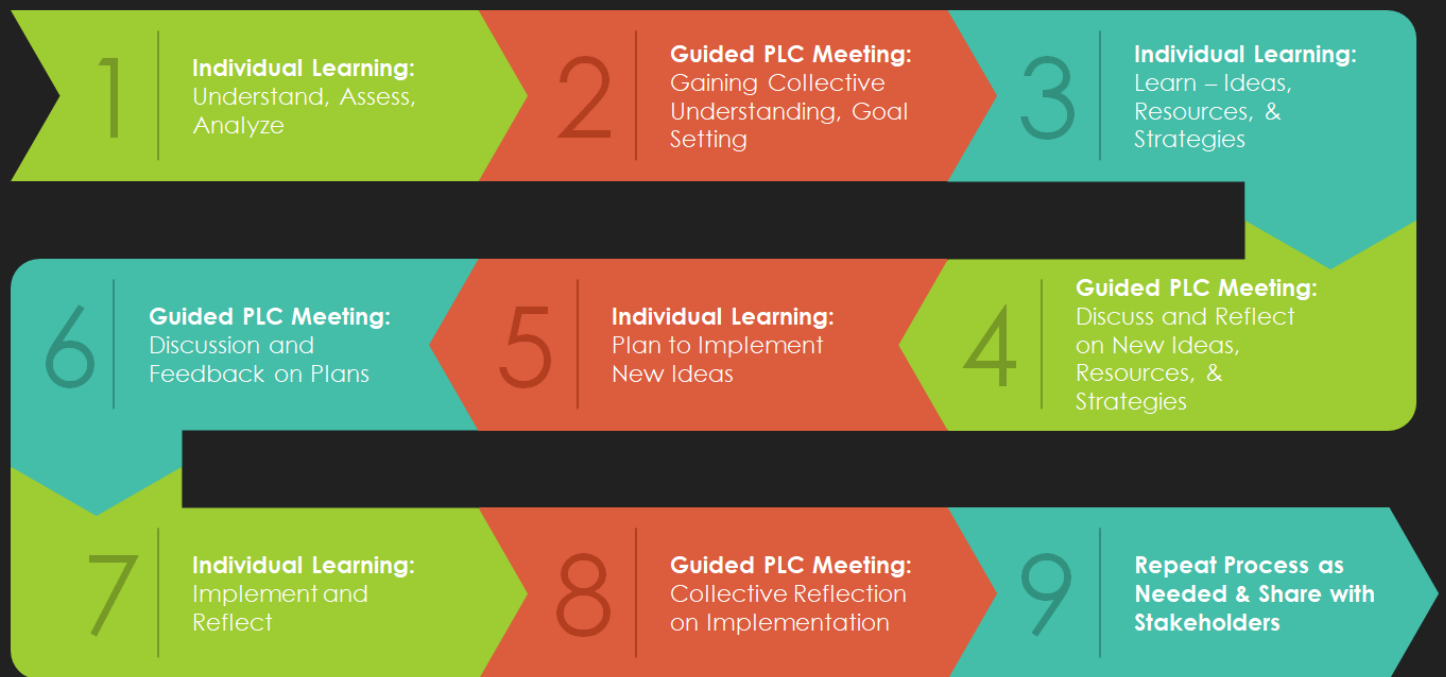 1
Individual Learning:
Understand, Assess,
Analyze
2
Guided PLC Meeting:
Gaining Collective
Understanding, Goal
Setting
3
Individual Learning:
Learn – Ideas,
Resources, &
Strategies
4
Guided PLC Meeting:
Discuss and Reflect
on New Ideas,
Resources, &
Strategies
5
Individual Learning:
Plan to Implement
New Ideas
6
Guided PLC Meeting:
Discussion and
Feedback on Plans
7
Individual Learning:
Implement and
Reflect
8
Guided PLC Meeting:
Collective Reflection
on Implementation
9
Repeat Process as
Needed & Share with
Stakeholders